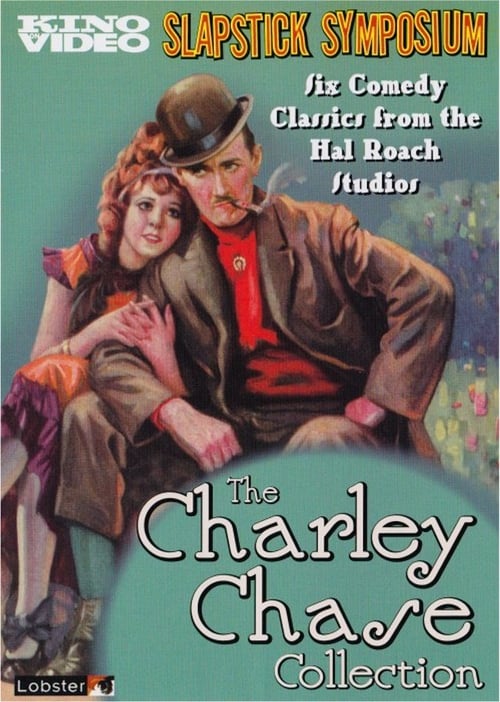 KINO
ON
VIDEO
SLAPSTICK SYMPOSIUM
Six Comedy
Classics from the
Hal Roach
Studios
The
Charley
Chase
Collection
Lobster